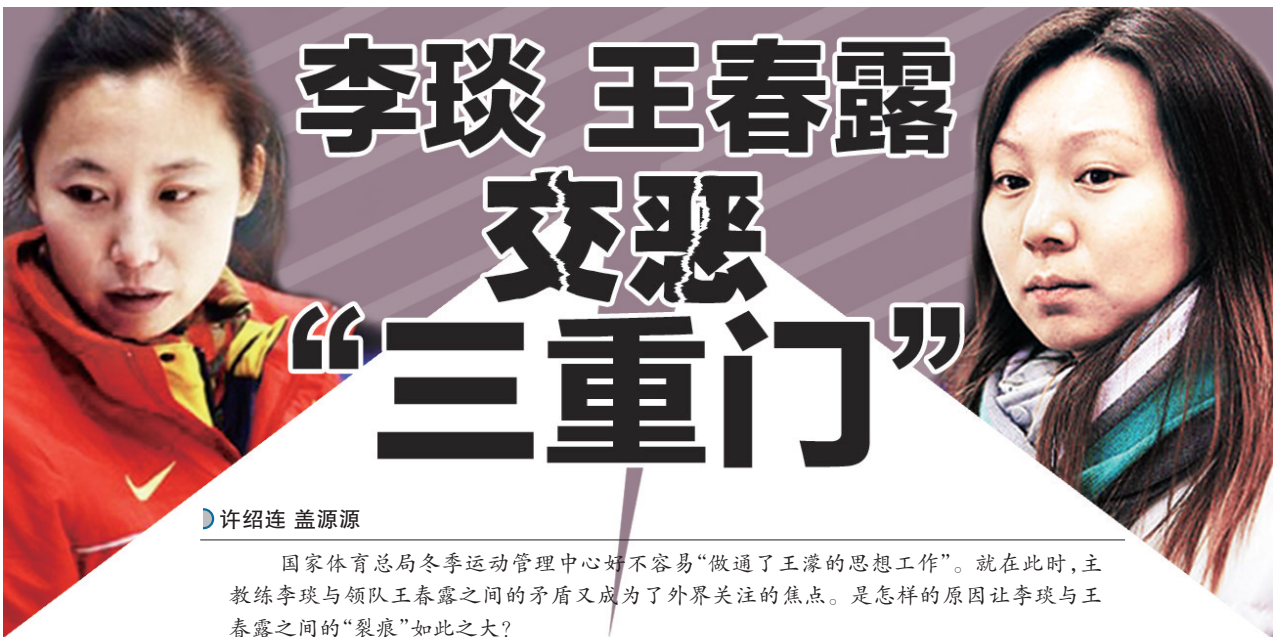 李琰 王春露
交恶
“三重门”
许绍连 盖源源
国家体育总局冬季运动管理中心好不容易“做通了王濛的思想工作”。就在此时,主
教练李琰与领队王春露之间的矛盾又成为了外界关注的焦点。是怎样的原因让李琰与王
春露之间的“裂痕”如此之大?